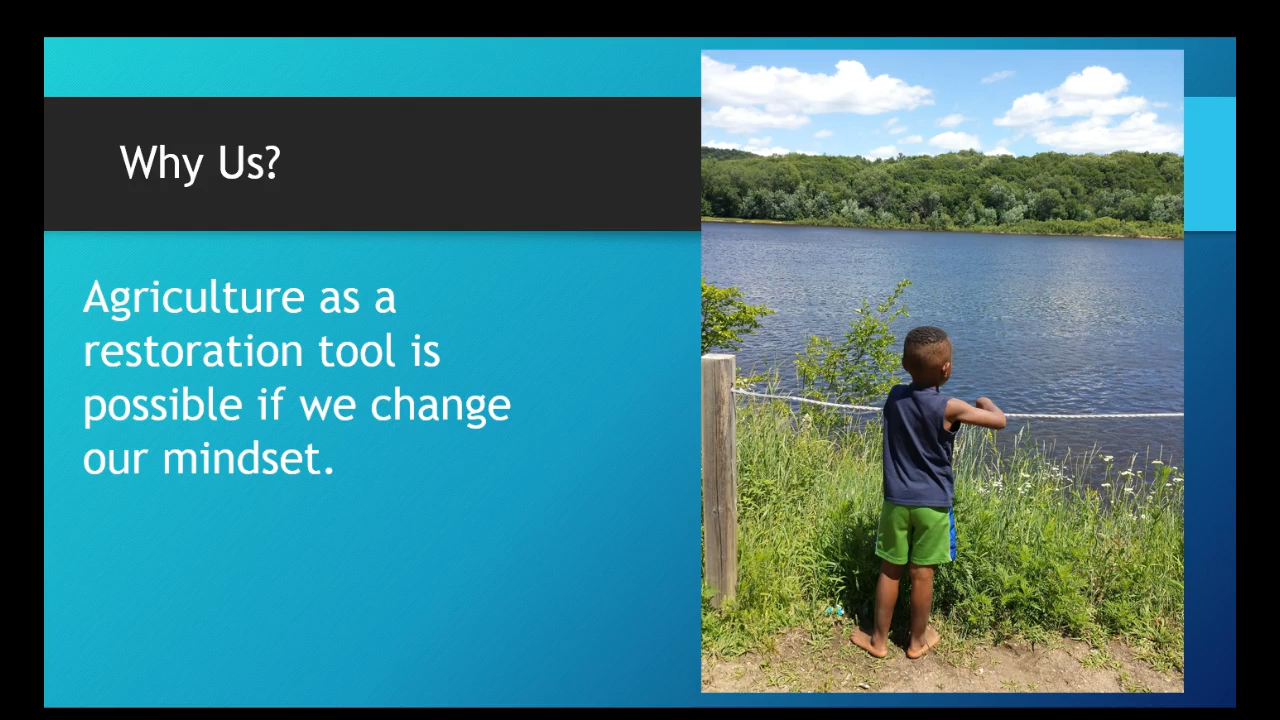 Why Us?
Agriculture as a
restoration tool is
possible if we change
our mindset.